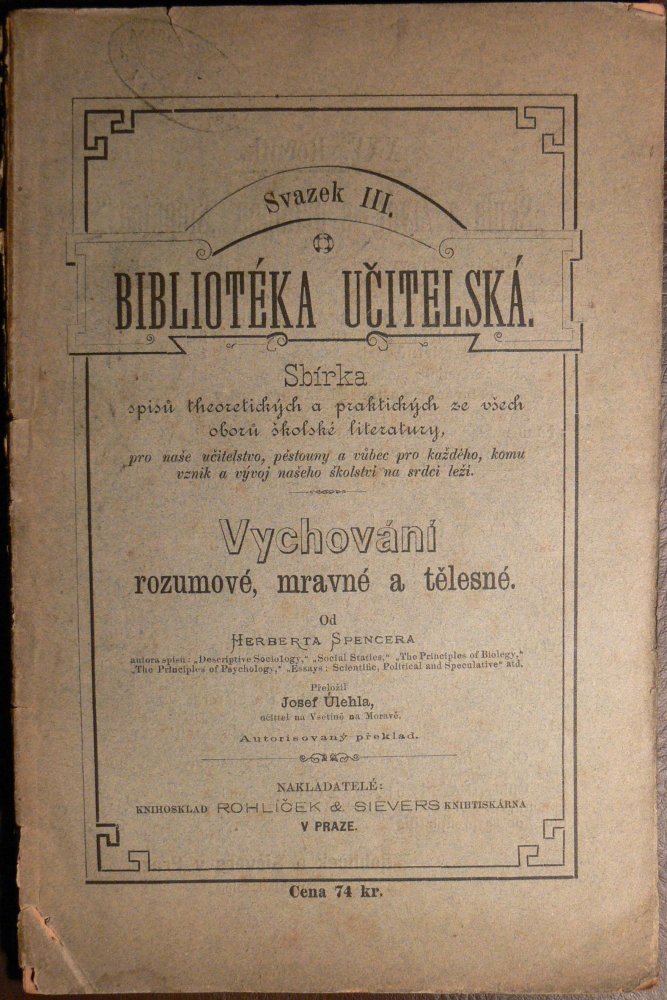 Svazek III.
BIBLIOTÉKA UČITELSKÁ.
Sbírka
spisů theoretických a praktických ze všech
oborů školské literatury,
pro naše učitelstvo, pěstouny a vůbec pro každého, komu
vznik a vývoj našeho školství na srdci leží.
Vychování
rozumové, mravné a tělesné.
Od
HERBERTA SPENCERA
autora spisů: „Descriptive Sociology,“ „Social Statics,“ „The Principles of Biology,“
„The Principles of Psychology,“ „Essays: Scientific, Political and Speculative“ atd.
Přeložil
Josef Úlehla,
učitel na Vsetíně na Moravě.
Autorisovaný překlad.
NAKLADATELÉ:
KNIHOSKLAD ROHLÍČEK & SIEVERS KNIHTISKÁRNA
V PRAZE.
Cena 74 kr.